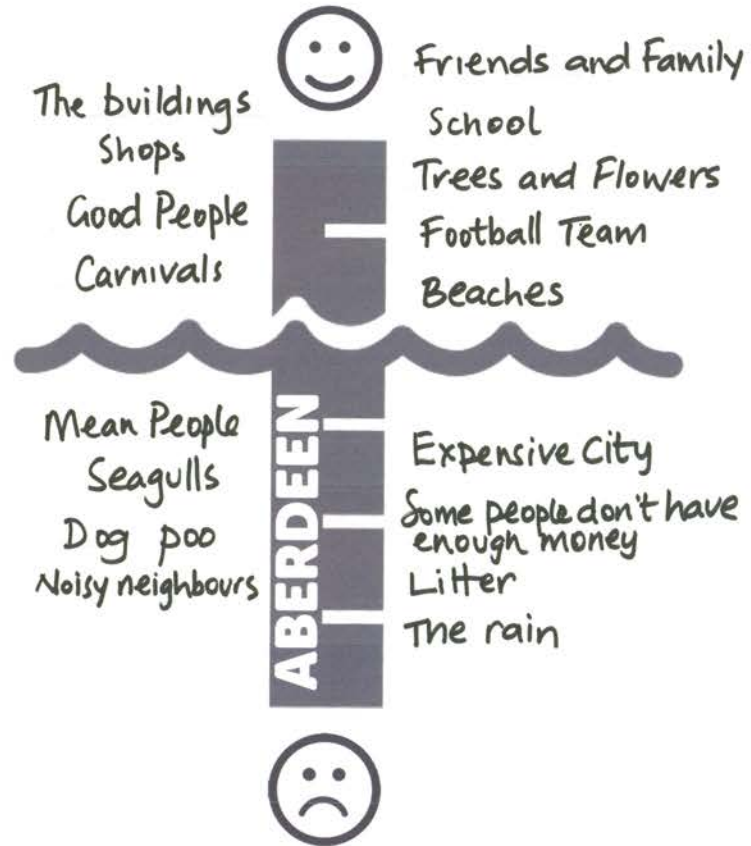 The buildings
Shops
Good People
Carnivals
Friends and Family
School
Trees and Flowers
Football Team
Beaches
ABERDEEN
Mean People
Seagulls
Dog poo
Noisy neighbours
Expensive City
Some people don't have
enough money
Litter
The rain